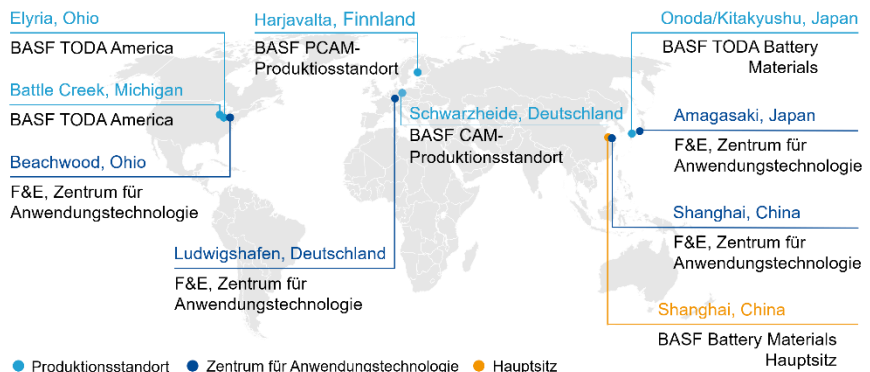 Elyria, Ohio
BASF TODA America
Battle Creek, Michigan
BASF TODA America
Beachwood, Ohio
F&E, Zentrum für
Anwendungstechnologie
Harjavalta, Finnland
BASF PCAM-
Produktiosstandort
Schwarzheide, Deutschland
BASF CAM-
Produktionsstandort
Ludwigshafen, Deutschland
F&E, Zentrum für
Anwendungstechnologie
Onoda/Kitakyushu, Japan
BASF TODA Battery
Materials
Amagasaki, Japan
F&E, Zentrum für
Anwendungstechnologie
Shanghai, China
F&E, Zentrum für
Anwendungstechnologie
Shanghai, China
BASF Battery Materials
Hauptsitz
Produktionsstandort
Zentrum für Anwendungstechnologie
Hauptsitz